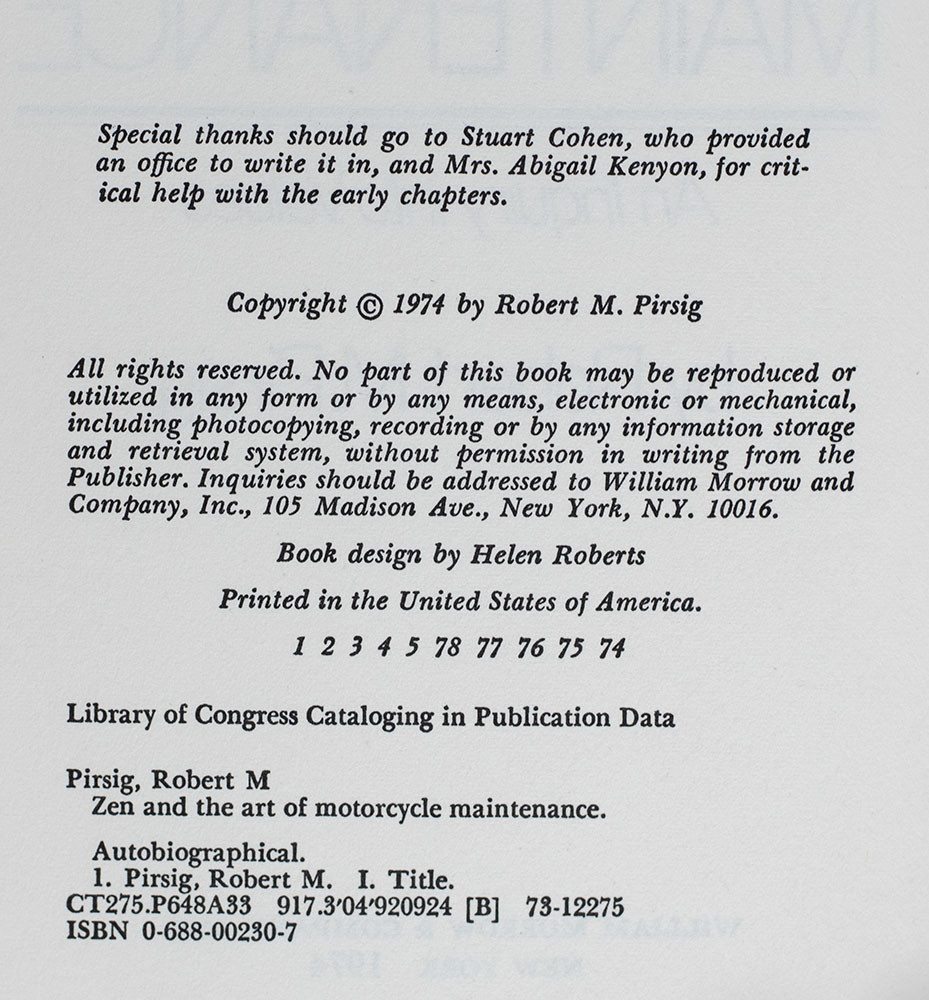 Special thanks should go to Stuart Cohen, who provided
an office to write it in, and Mrs. Abigail Kenyon, for crit-
ical help with the early chapters.
Copyright © 1974 by Robert M. Pirsig
All rights reserved. No part of this book may be reproduced or
utilized in any form or by any means, electronic or mechanical,
including photocopying, recording or by any information storage
and retrieval system, without permission in writing from the
Publisher. Inquiries should be addressed to William Morrow and
Company, Inc., 105 Madison Ave., New York, N.Y. 10016.
Book design by Helen Roberts
Printed in the United States of America.
1 2 3 4 5 78 77 76 75 74
Library of Congress Cataloging in Publication Data
Pirsig, Robert M
Zen and the art of motorcycle maintenance.
Autobiographical.
1. Pirsig, Robert M. I. Title.
CT275.P648A33 917.3'04'920924 [B] 73-12275
ISBN 0-688-00230-7